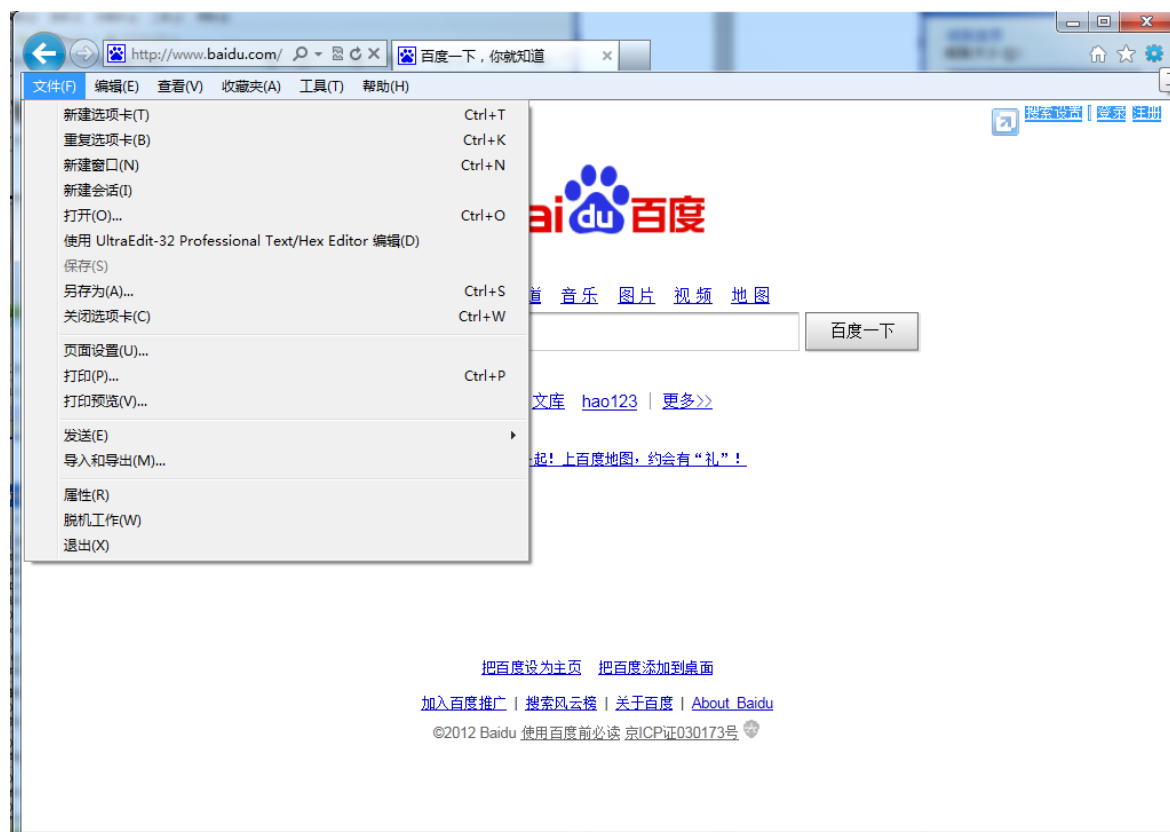 http://www.baidu.com/
百度一下，你就知道
文件(F) 编辑(E) 查看(V) 收藏夹(A) 工具(T) 帮助(H)
新建选项卡(T) Ctrl+T
重复选项卡(B) Ctrl+K
新建窗口(N) Ctrl+N
新建会话(I)
打开(O)... Ctrl+O
使用 UltraEdit-32 Professional Text/Hex Editor 编辑(D)
保存(S)
另存为(A)... Ctrl+S
关闭选项卡(C) Ctrl+W
页面设置(U)...
打印(P)... Ctrl+P
打印预览(V)...
发送(E)
导入和导出(M)...
属性(R)
脱机工作(W)
退出(X)
搜索设置 | 登录 注册
ai du 百度
道 音乐 图片 视频 地图
百度一下
文库 hao123 | 更多>>
起！上百度地图，约会有“礼”！
把百度设为主页 把百度添加到桌面
加入百度推广 | 搜索风云榜 | 关于百度 | About Baidu
©2012 Baidu 使用百度前必读 京ICP证030173号